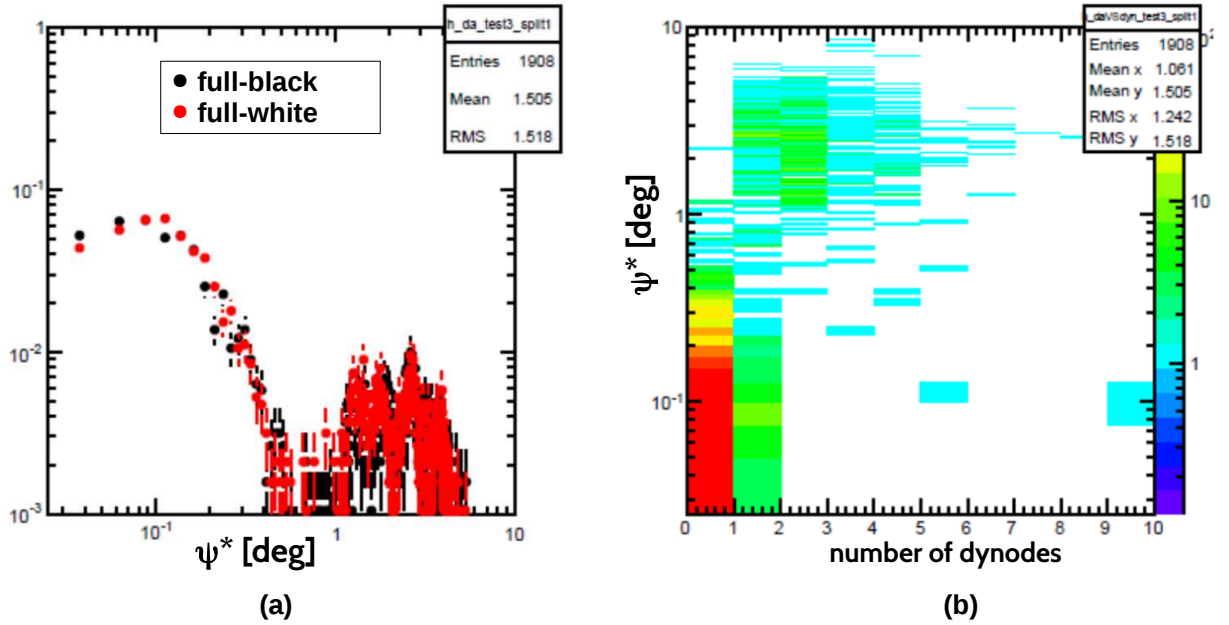 h_da_test3_split1
Entries 1908
Mean 1.505
RMS 1.518
full-black
full-white
1
10⁻¹
10⁻²
10⁻³
10⁻¹ 1 10
ψ* [deg]
(a)
_daVSdyn_test3_split1
Entries 1908
Mean x 1.061
Mean y 1.505
RMS x 1.242
RMS y 1.518
10
1
10⁻¹
ψ* [deg]
0 1 2 3 4 5 6 7 8 9 10
number of dynodes
10
1
(b)